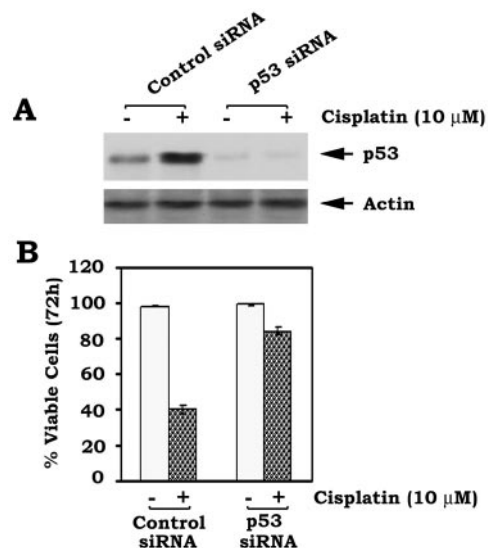 Control siRNA p53 siRNA
A - + - + Cisplatin (10 μM)
p53
Actin
B
120
100
80
60
40
20
0
% Viable Cells (72h)
- + - + Cisplatin (10 μM)
Control siRNA p53 siRNA